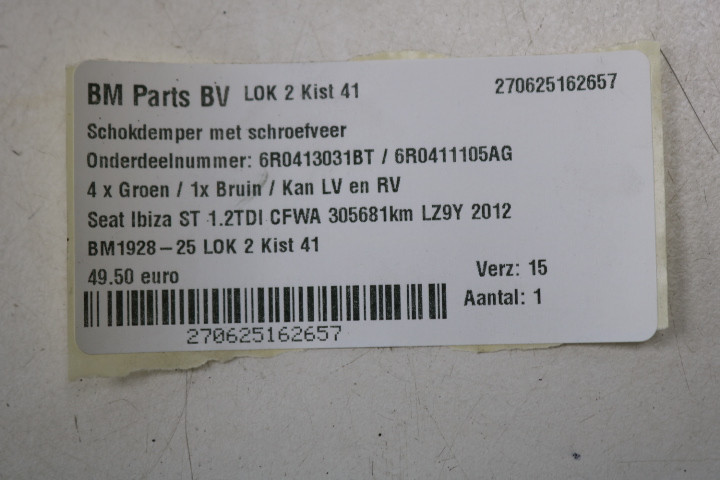 BM Parts BV LOK 2 Kist 41 270625162657
Schokdemper met schroefveer
Onderdeelnummer: 6R0413031BT / 6R0411105AG
4 x Groen / 1x Bruin / Kan LV en RV
Seat Ibiza ST 1.2TDI CFWA 305681km LZ9Y 2012
BM1928-25 LOK 2 Kist 41
49.50 euro Verz: 15
Aantal: 1
270625162657